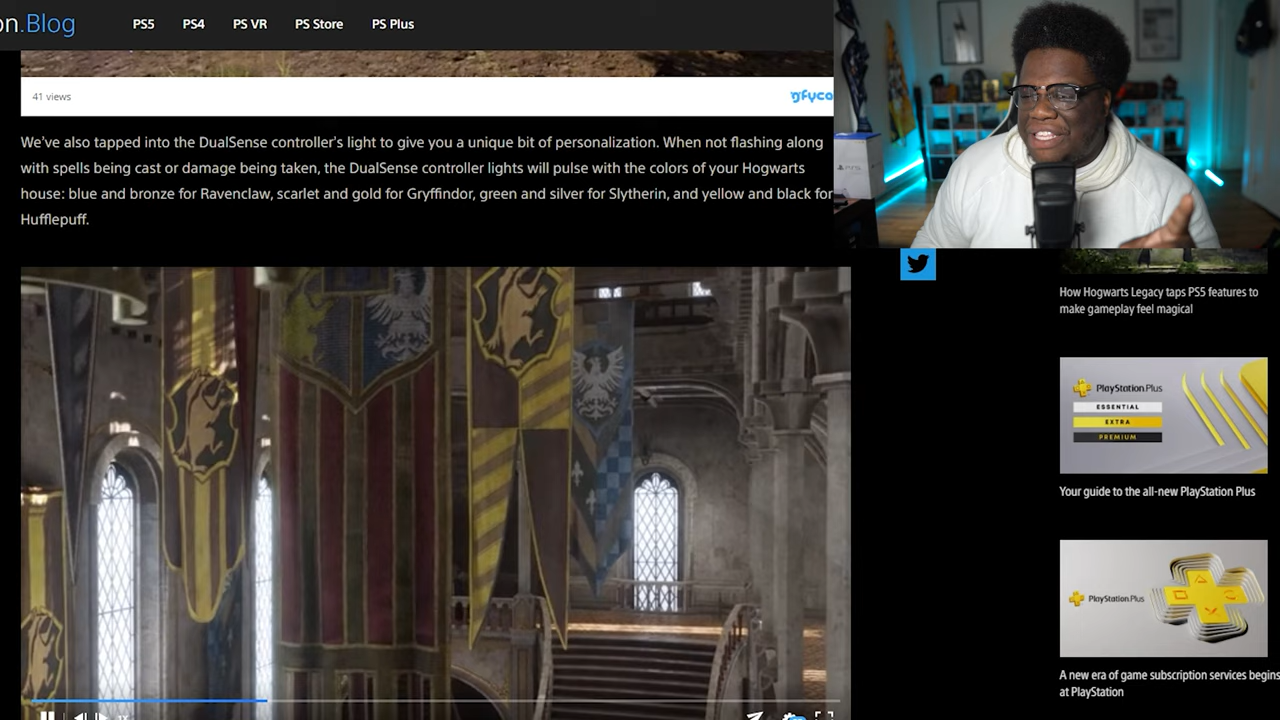 on.Blog
PS5
PS4
PS VR
PS Store
PS Plus
41 views
gfyca
We've also tapped into the DualSense controller's light to give you a unique bit of personalization. When not flashing along
with spells being cast or damage being taken, the DualSense controller lights will pulse with the colors of your Hogwarts
house: blue and bronze for Ravenclaw, scarlet and gold for Gryffindor, green and silver for Slytherin, and yellow and black for
Hufflepuff.
PS5
How Hogwarts Legacy taps PS5 features to
make gameplay feel magical
PlayStation.Plus
ESSENTIAL
EXTRA
PREMIUM
Your guide to the all-new PlayStation Plus
PlayStation.Plus
A new era of game subscription services begins
at PlayStation